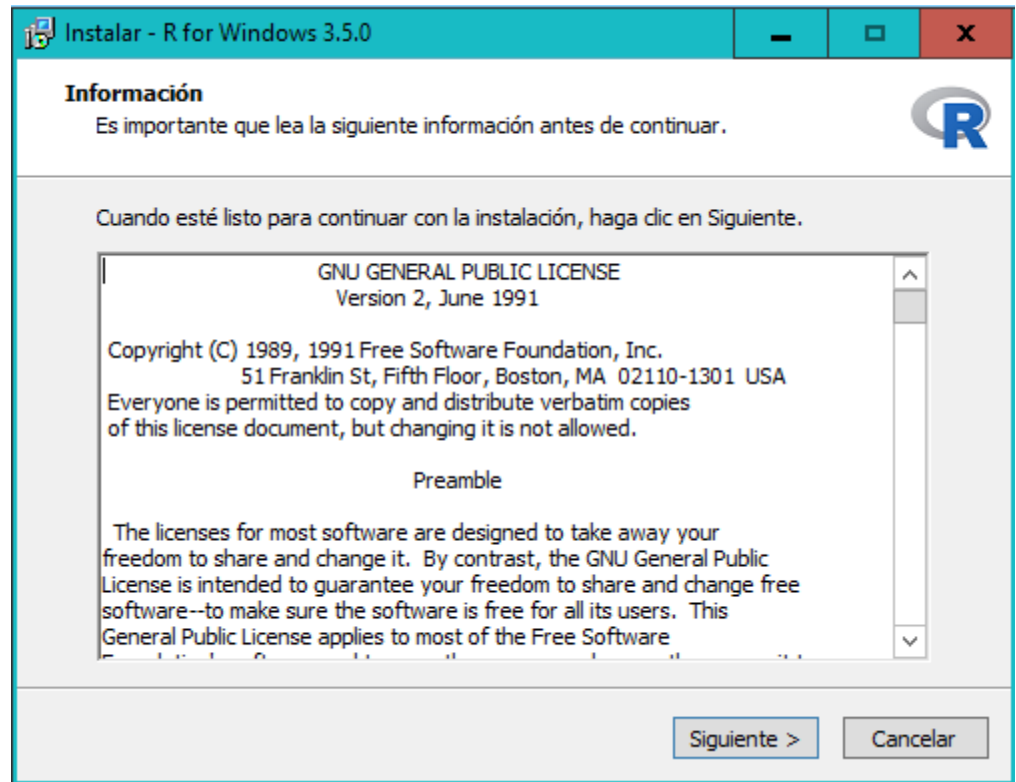 Instalar - R for Windows 3.5.0
Información
Es importante que lea la siguiente información antes de continuar.
R
Cuando esté listo para continuar con la instalación, haga clic en Siguiente.
GNU GENERAL PUBLIC LICENSE
Version 2, June 1991
Copyright (C) 1989, 1991 Free Software Foundation, Inc.
51 Franklin St, Fifth Floor, Boston, MA 02110-1301 USA
Everyone is permitted to copy and distribute verbatim copies
of this license document, but changing it is not allowed.
Preamble
The licenses for most software are designed to take away your
freedom to share and change it. By contrast, the GNU General Public
License is intended to guarantee your freedom to share and change free
software--to make sure the software is free for all its users. This
General Public License applies to most of the Free Software
Siguiente >
Cancelar